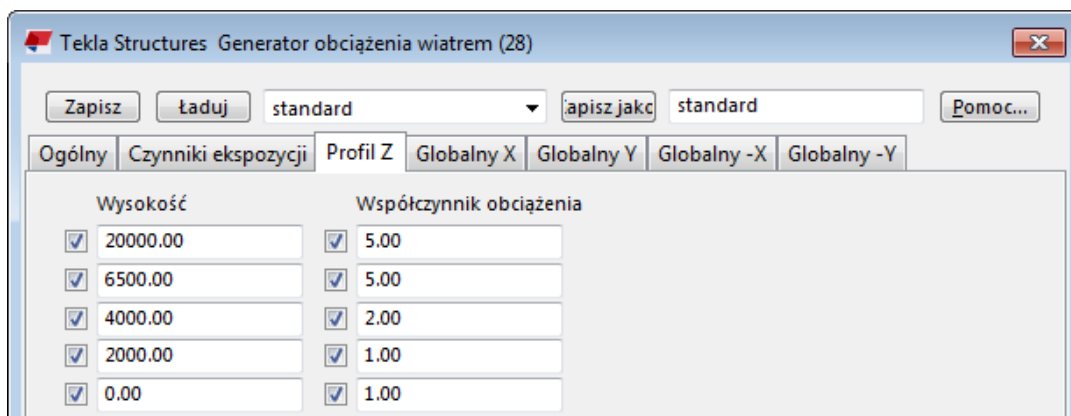 Tekla Structures Generator obciążenia wiatrem (28)
Zapisz Ładuj standard apisz jako standard Pomoc...
Ogólny Czynniki ekspozycji Profil Z Globalny X Globalny Y Globalny -X Globalny -Y
Wysokość Współczynnik obciążenia
20000.00 5.00
6500.00 5.00
4000.00 2.00
2000.00 1.00
0.00 1.00